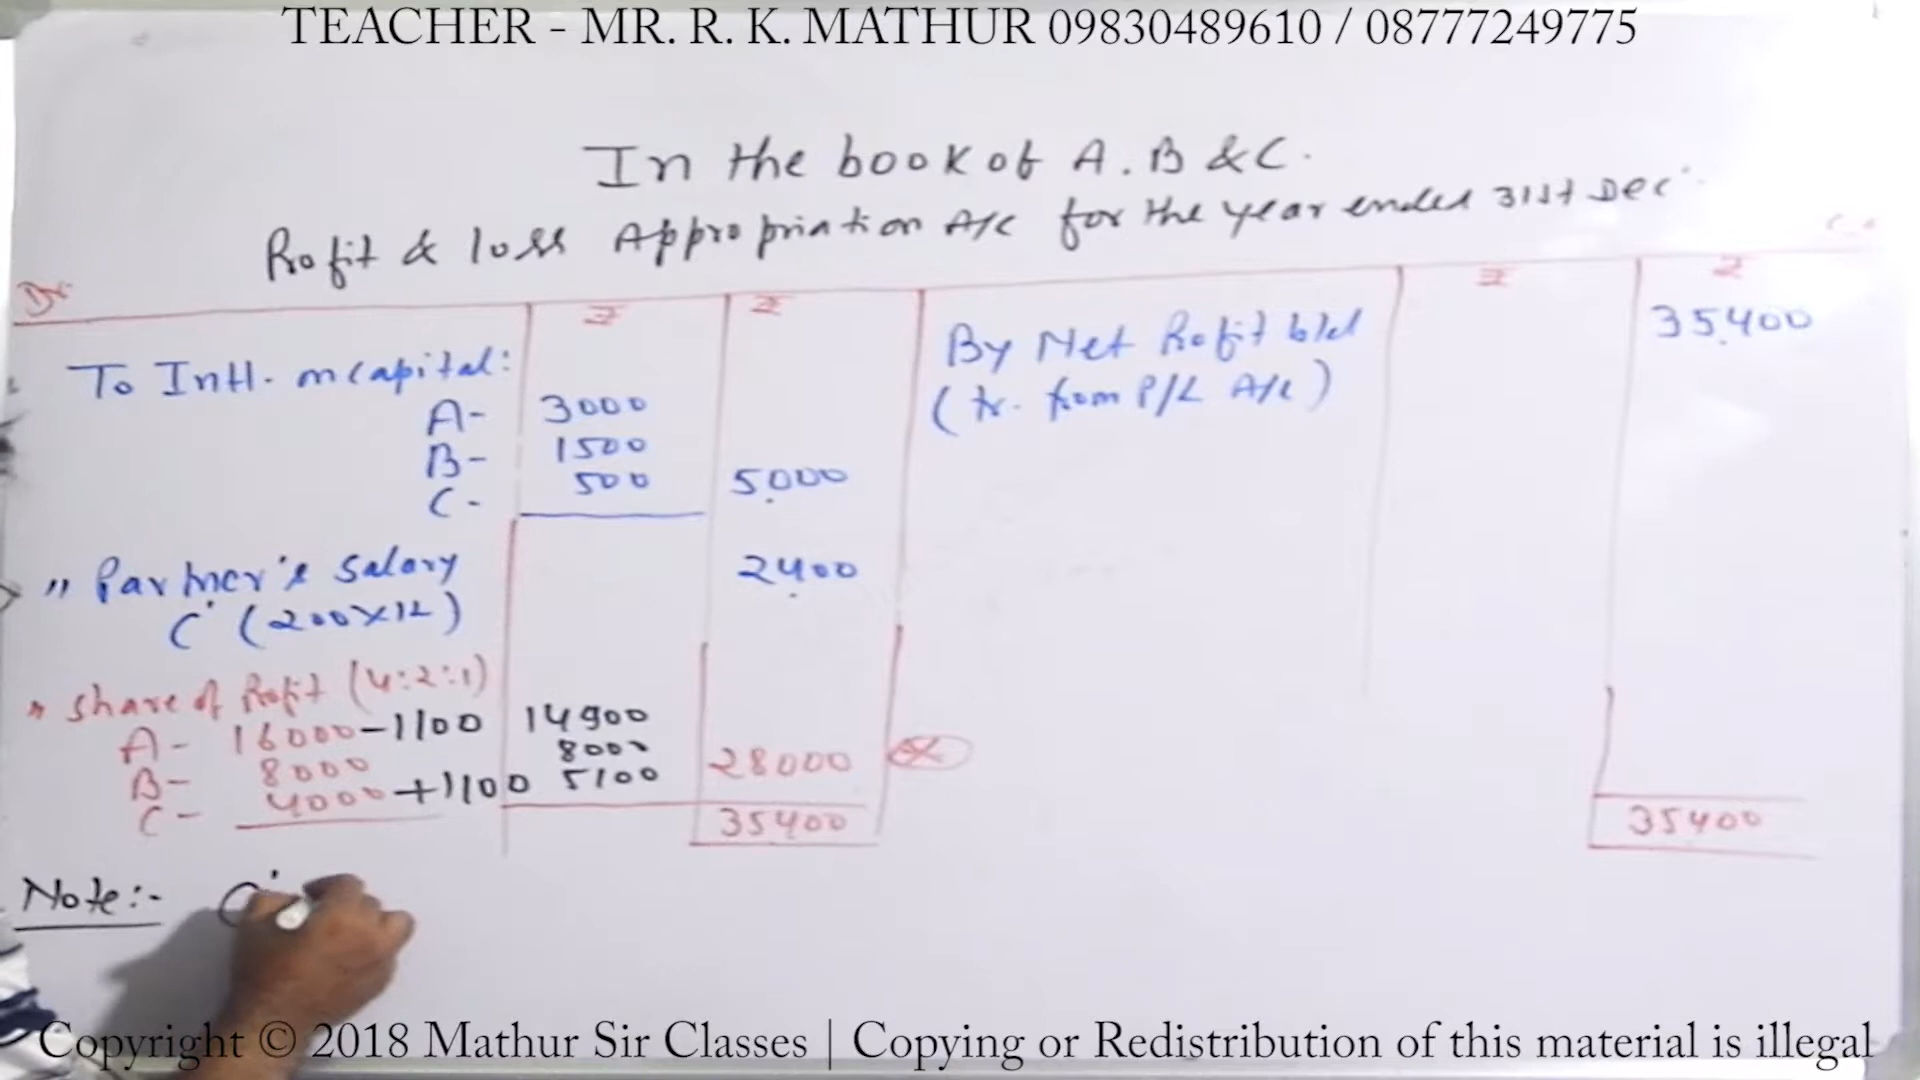 TEACHER - MR. R. K. MATHUR 09830489610 / 08777249775
In the book of A. B & C.
Profit & loss Appropriation A/c for the year ended 31st Dec
Dr.
₹ ₹ ₹ ₹
To Intt. on capital:
A- 3000
B- 1500
C- 500 5000
" Partner's salary 2400
C (200×12)
" Share of Profit (4:2:1)
A- 16000-1100 14900
B- 8000 8000
C- 4000+1100 5100 28000
35400
By Net Profit b/d 35400
(tr. from P/L A/c)
35400
Note:-
Copyright © 2018 Mathur Sir Classes | Copying or Redistribution of this material is illegal